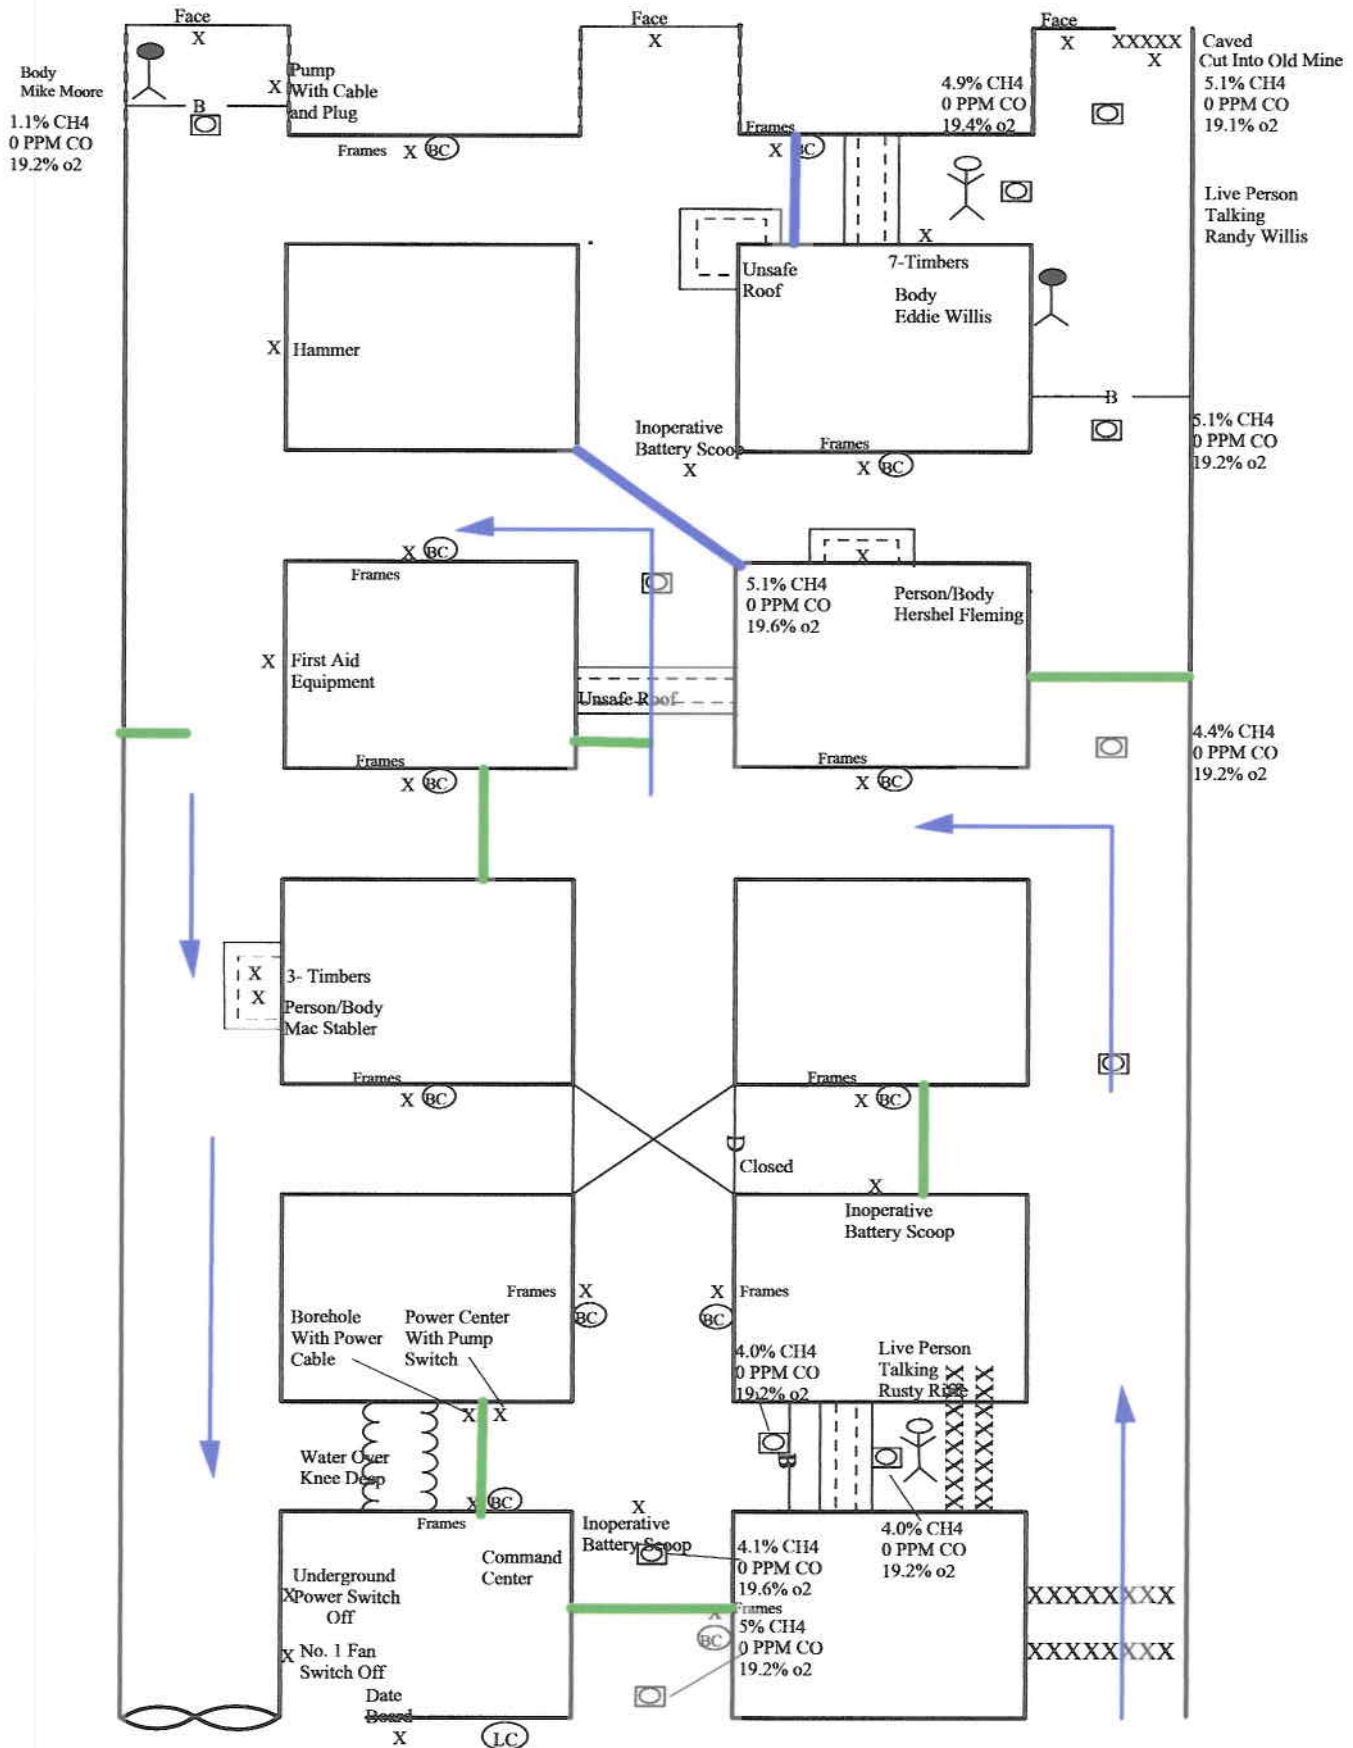 Face
X
Face
X
Face
X
XXXXX
X
Caved
Cut Into Old Mine
5.1% CH4
0 PPM CO
19.1% o2
Body
Mike Moore
1.1% CH4
0 PPM CO
19.2% o2
B
X
Pump
With Cable
and Plug
Frames X BC
4.9% CH4
0 PPM CO
19.4% o2
Frames
X BC
Live Person
Talking
Randy Willis
X
Unsafe
Roof
7-Timbers
Body
Eddie Willis
X Hammer
B
Inoperative
Battery Scoop
X
Frames
X BC
5.1% CH4
0 PPM CO
19.2% o2
X BC
Frames
X
5.1% CH4
0 PPM CO
19.6% o2
Person/Body
Hershel Fleming
X First Aid
Equipment
Unsafe Roof
Frames
X BC
Frames
X BC
4.4% CH4
0 PPM CO
19.2% o2
X
X
3- Timbers
Person/Body
Mac Stabler
Frames
X BC
Frames
X BC
D
Closed
X
Inoperative
Battery Scoop
Frames X
BC
X Frames
BC
Borehole
With Power
Cable
Power Center
With Pump
Switch
X X
4.0% CH4
0 PPM CO
19.2% o2
Live Person
Talking
Rusty
B
Water Over
Knee Deep
X BC
Frames
X
Inoperative
Battery Scoop
Command
Center
4.1% CH4
0 PPM CO
19.6% o2
4.0% CH4
0 PPM CO
19.2% o2
Underground
X Power Switch
Off
Frames
X
BC
5% CH4
0 PPM CO
19.2% o2
XXXXXXXX
XXXXXXXX
X No. 1 Fan
Switch Off
Date
Board
X
LC